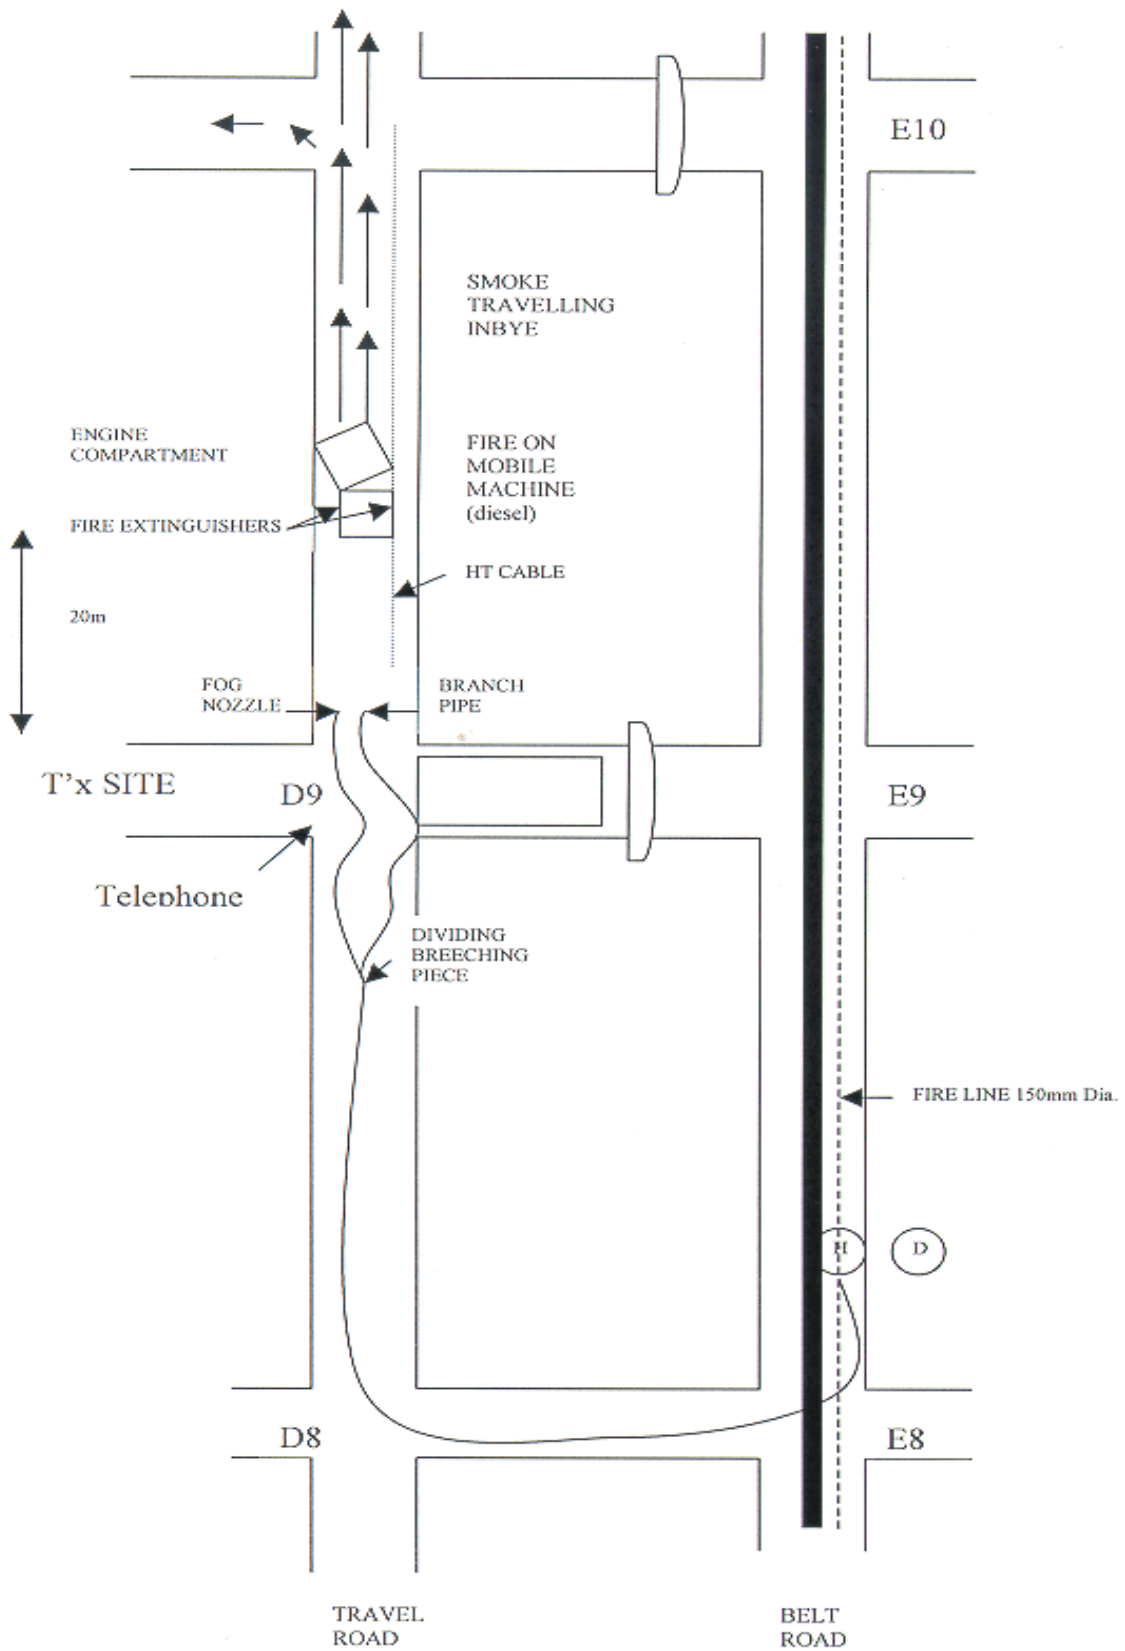 E10
SMOKE
TRAVELLING
INBYE
ENGINE
COMPARTMENT
FIRE ON
MOBILE
MACHINE
(diesel)
FIRE EXTINGUISHERS
HT CABLE
20m
FOG
NOZZLE
BRANCH
PIPE
T'x SITE
D9
E9
Telephone
DIVIDING
BREECHING
PIECE
FIRE LINE 150mm Dia.
H
D
D8
E8
TRAVEL
ROAD
BELT
ROAD